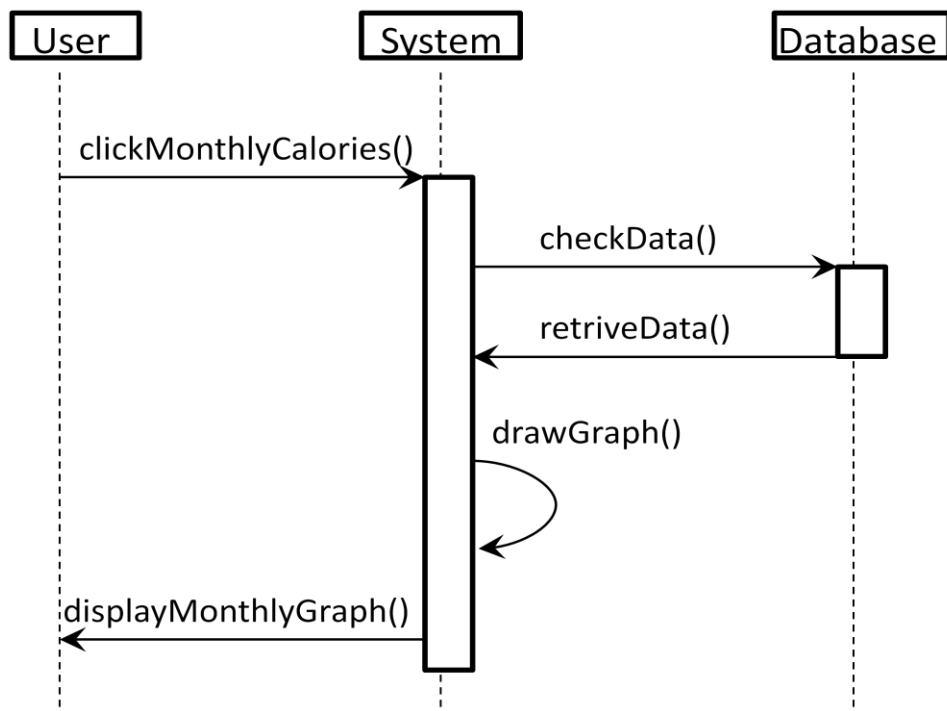 User
System
Database
clickMonthlyCalories()
checkData()
retriveData()
drawGraph()
displayMonthlyGraph()